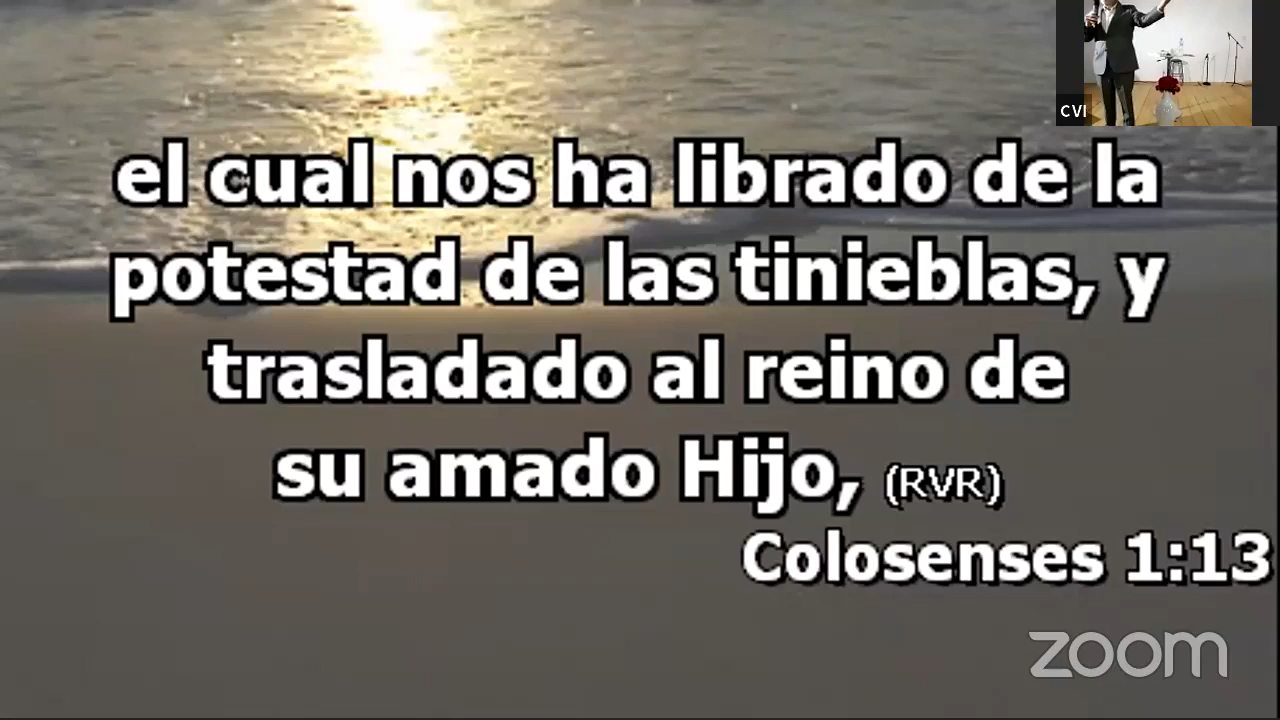 CVI
el cual nos ha librado de la
potestad de las tinieblas, y
trasladado al reino de
su amado Hijo, (RVR)
Colosenses 1:13
zoom